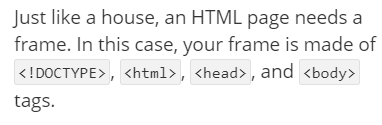 Just like a house, an HTML page needs a
frame. In this case, your frame is made of
<!DOCTYPE>, <html>, <head>, and <body>
tags.